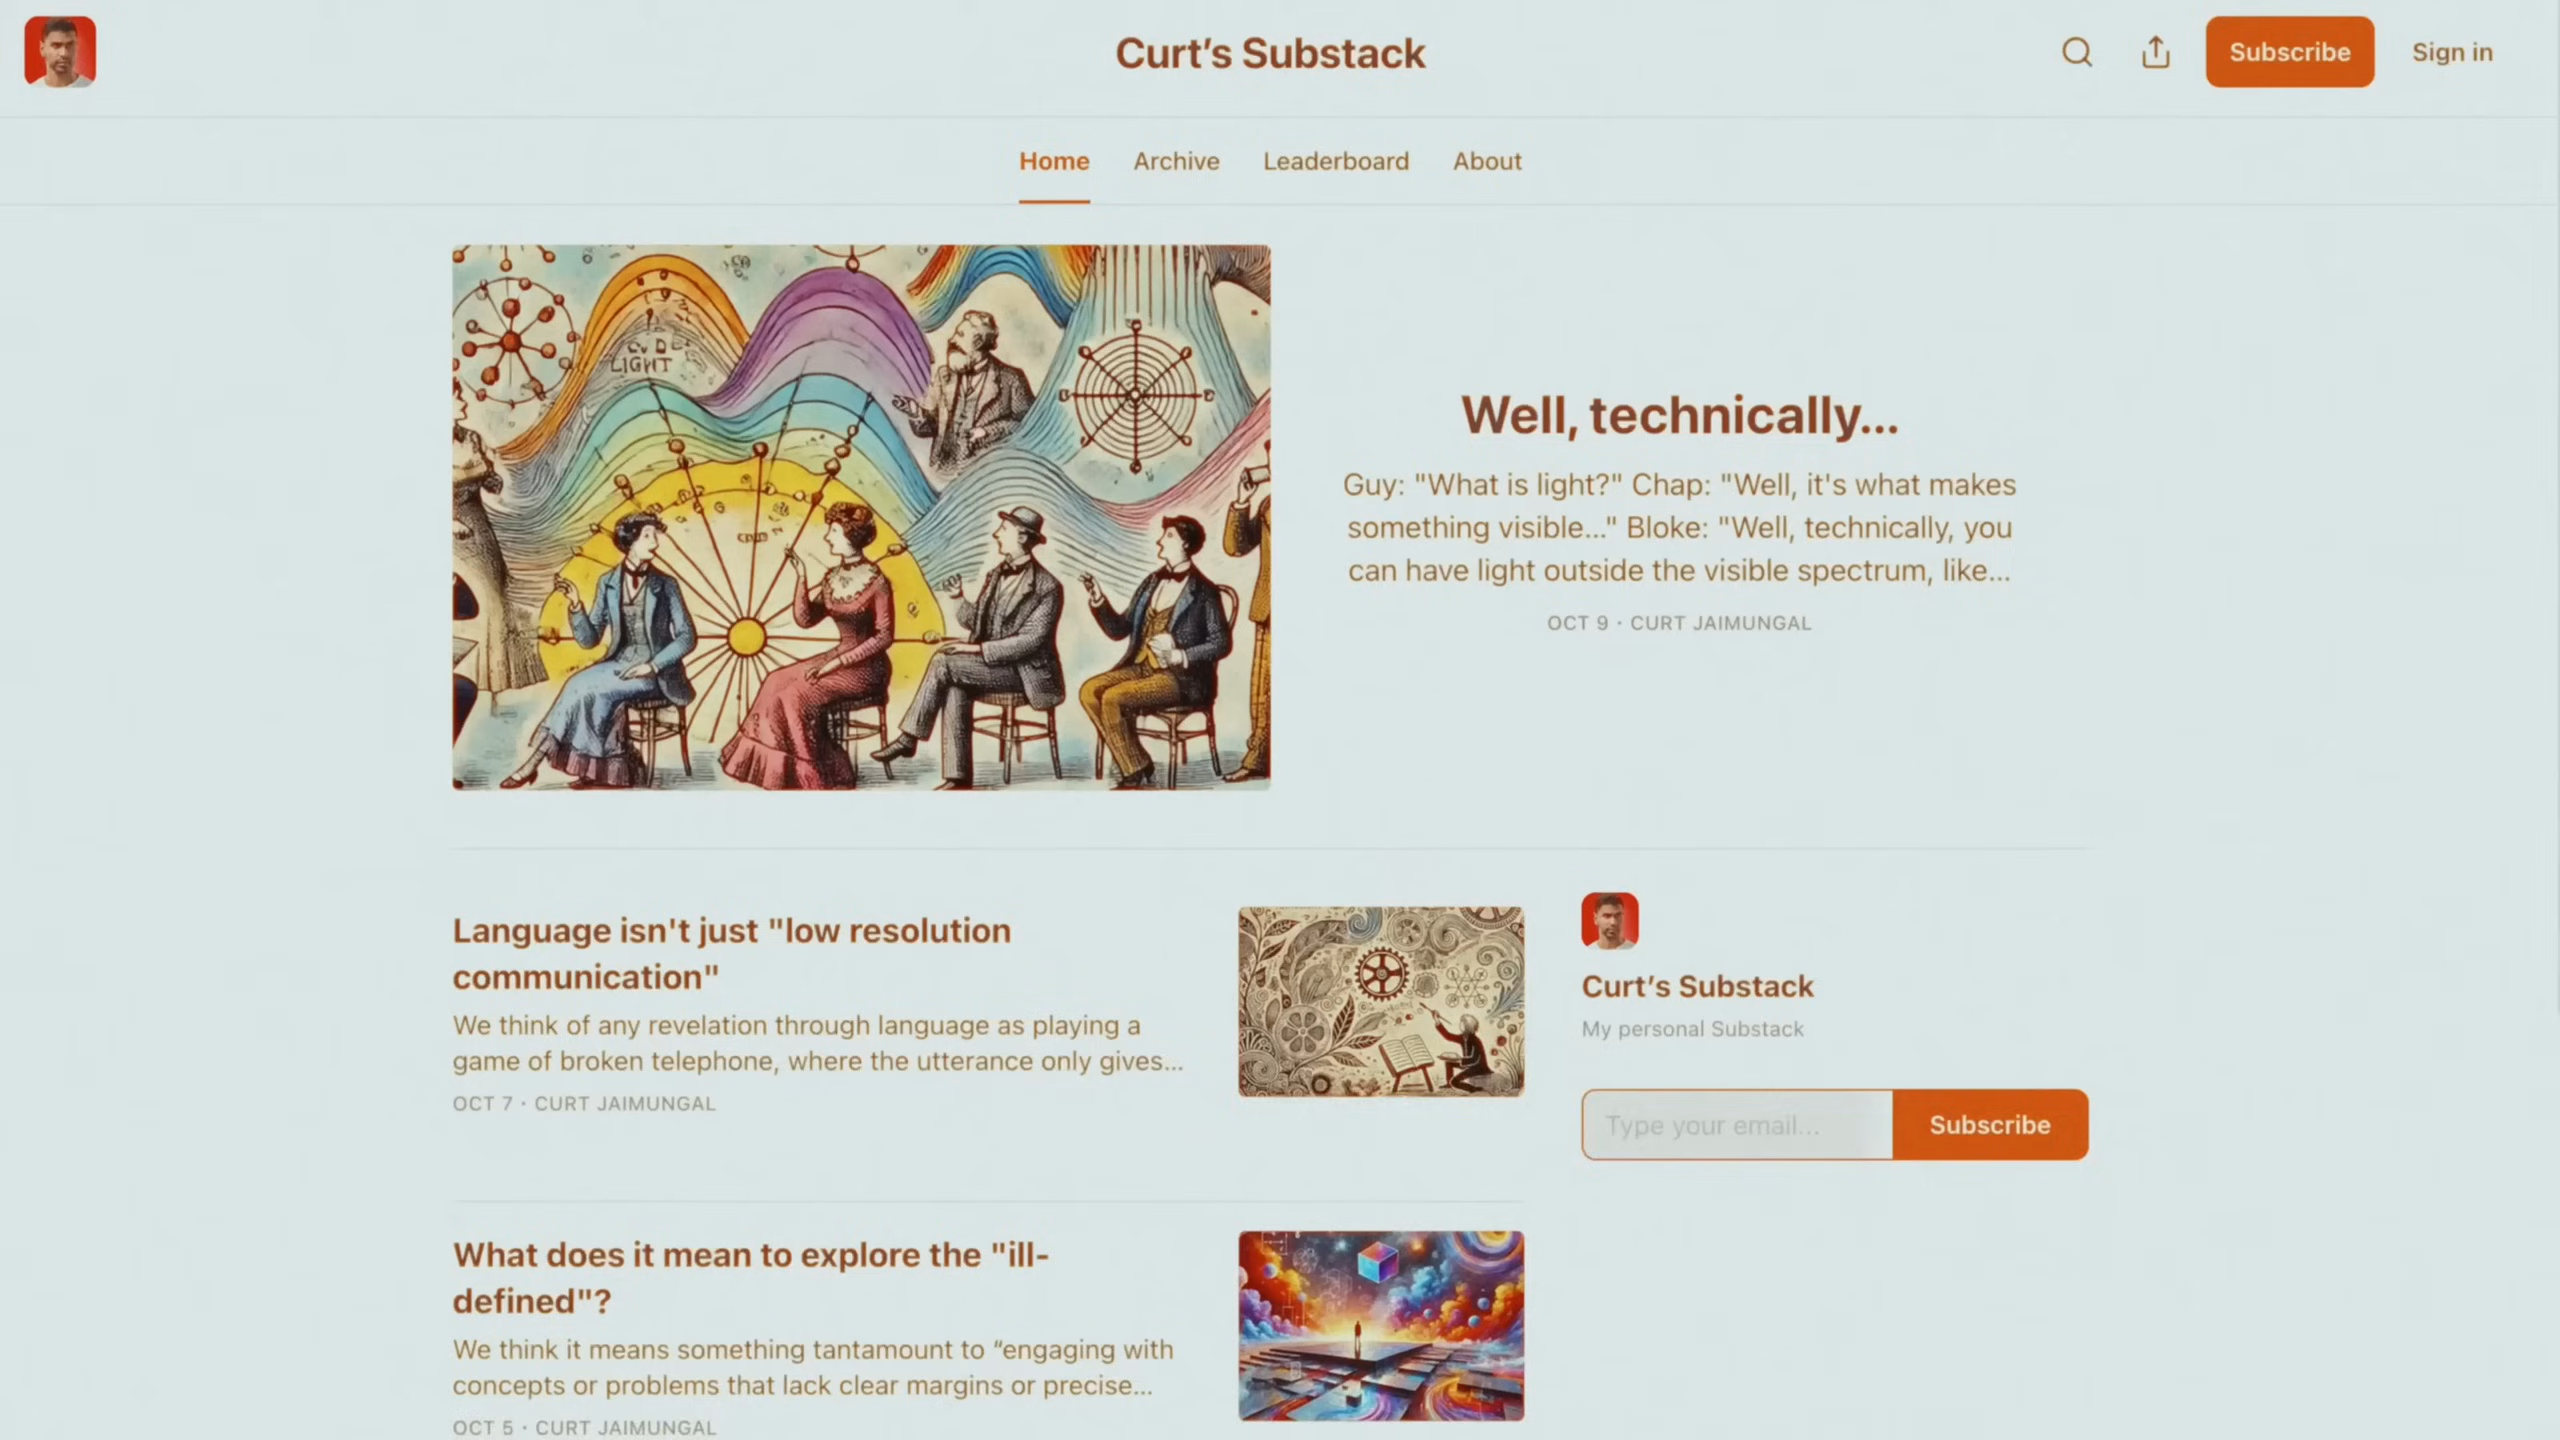 Curt's Substack
Subscribe
Sign in
Home
Archive
Leaderboard
About
LIGHT
Well, technically...
Guy: "What is light?" Chap: "Well, it's what makes
something visible..." Bloke: "Well, technically, you
can have light outside the visible spectrum, like...
OCT 9 · CURT JAIMUNGAL
Language isn't just "low resolution
communication"
We think of any revelation through language as playing a
game of broken telephone, where the utterance only gives...
OCT 7 · CURT JAIMUNGAL
Curt's Substack
My personal Substack
Type your email...
Subscribe
What does it mean to explore the "ill-
defined"?
We think it means something tantamount to “engaging with
concepts or problems that lack clear margins or precise...
OCT 5 · CURT JAIMUNGAL